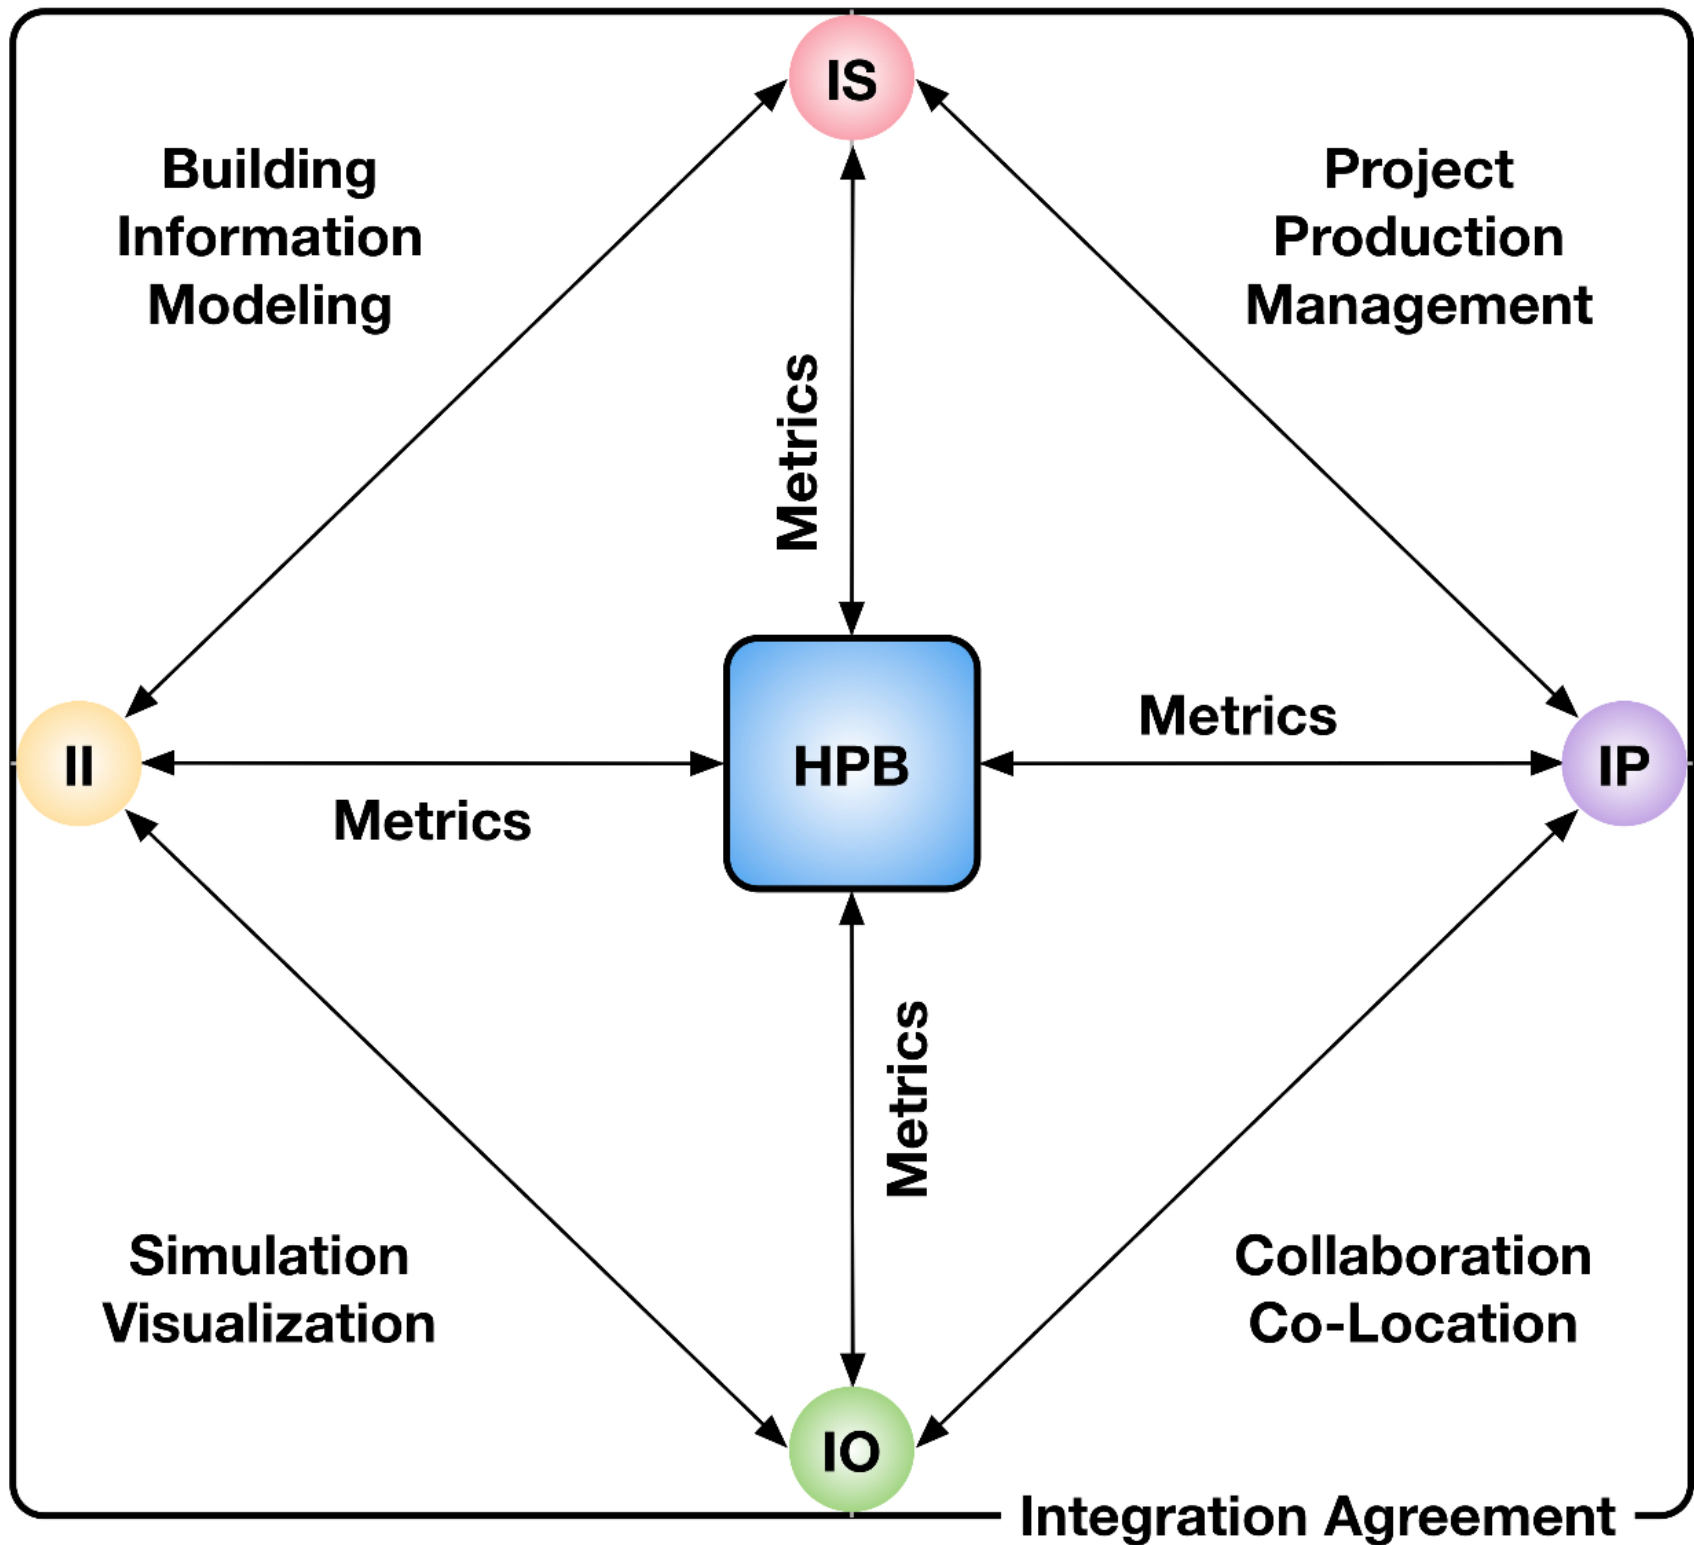 IS
Building
Information
Modeling
Project
Production
Management
Metrics
II
Metrics
HPB
Metrics
IP
Metrics
Simulation
Visualization
Collaboration
Co-Location
IO
Integration Agreement